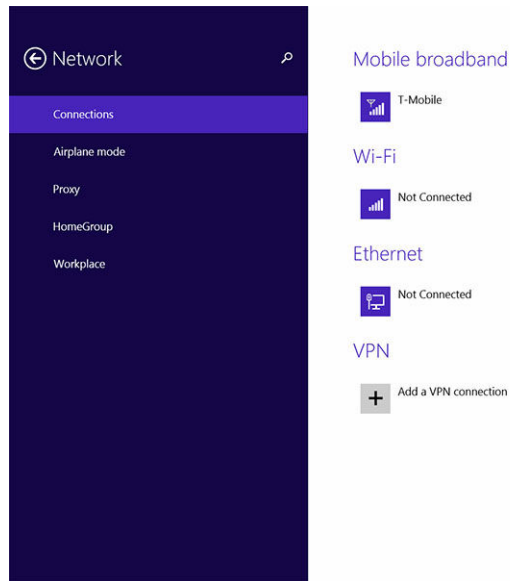 Network
Connections
Airplane mode
Proxy
HomeGroup
Workplace
Mobile broadband
T-Mobile
Wi-Fi
Not Connected
Ethernet
Not Connected
VPN
Add a VPN connection